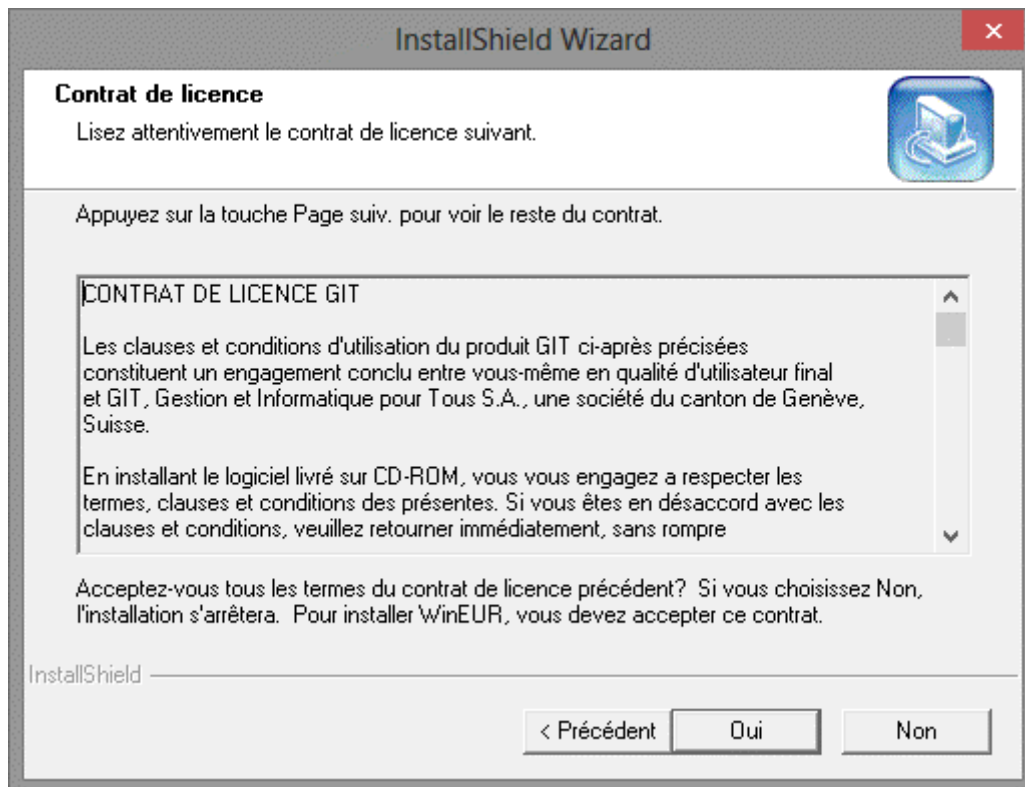 InstallShield Wizard
Contrat de licence
Lisez attentivement le contrat de licence suivant.
Appuyez sur la touche Page suiv. pour voir le reste du contrat.
CONTRAT DE LICENCE GIT
Les clauses et conditions d'utilisation du produit GIT ci-après précisées
constituent un engagement conclu entre vous-même en qualité d'utilisateur final
et GIT, Gestion et Informatique pour Tous S.A., une société du canton de Genève,
Suisse.
En installant le logiciel livré sur CD-ROM, vous vous engagez a respecter les
termes, clauses et conditions des présentes. Si vous êtes en désaccord avec les
clauses et conditions, veuillez retourner immédiatement, sans rompre
Acceptez-vous tous les termes du contrat de licence précédent? Si vous choisissez Non,
l'installation s'arrêtera. Pour installer WinEUR, vous devez accepter ce contrat.
InstallShield
< Précédent
Oui
Non